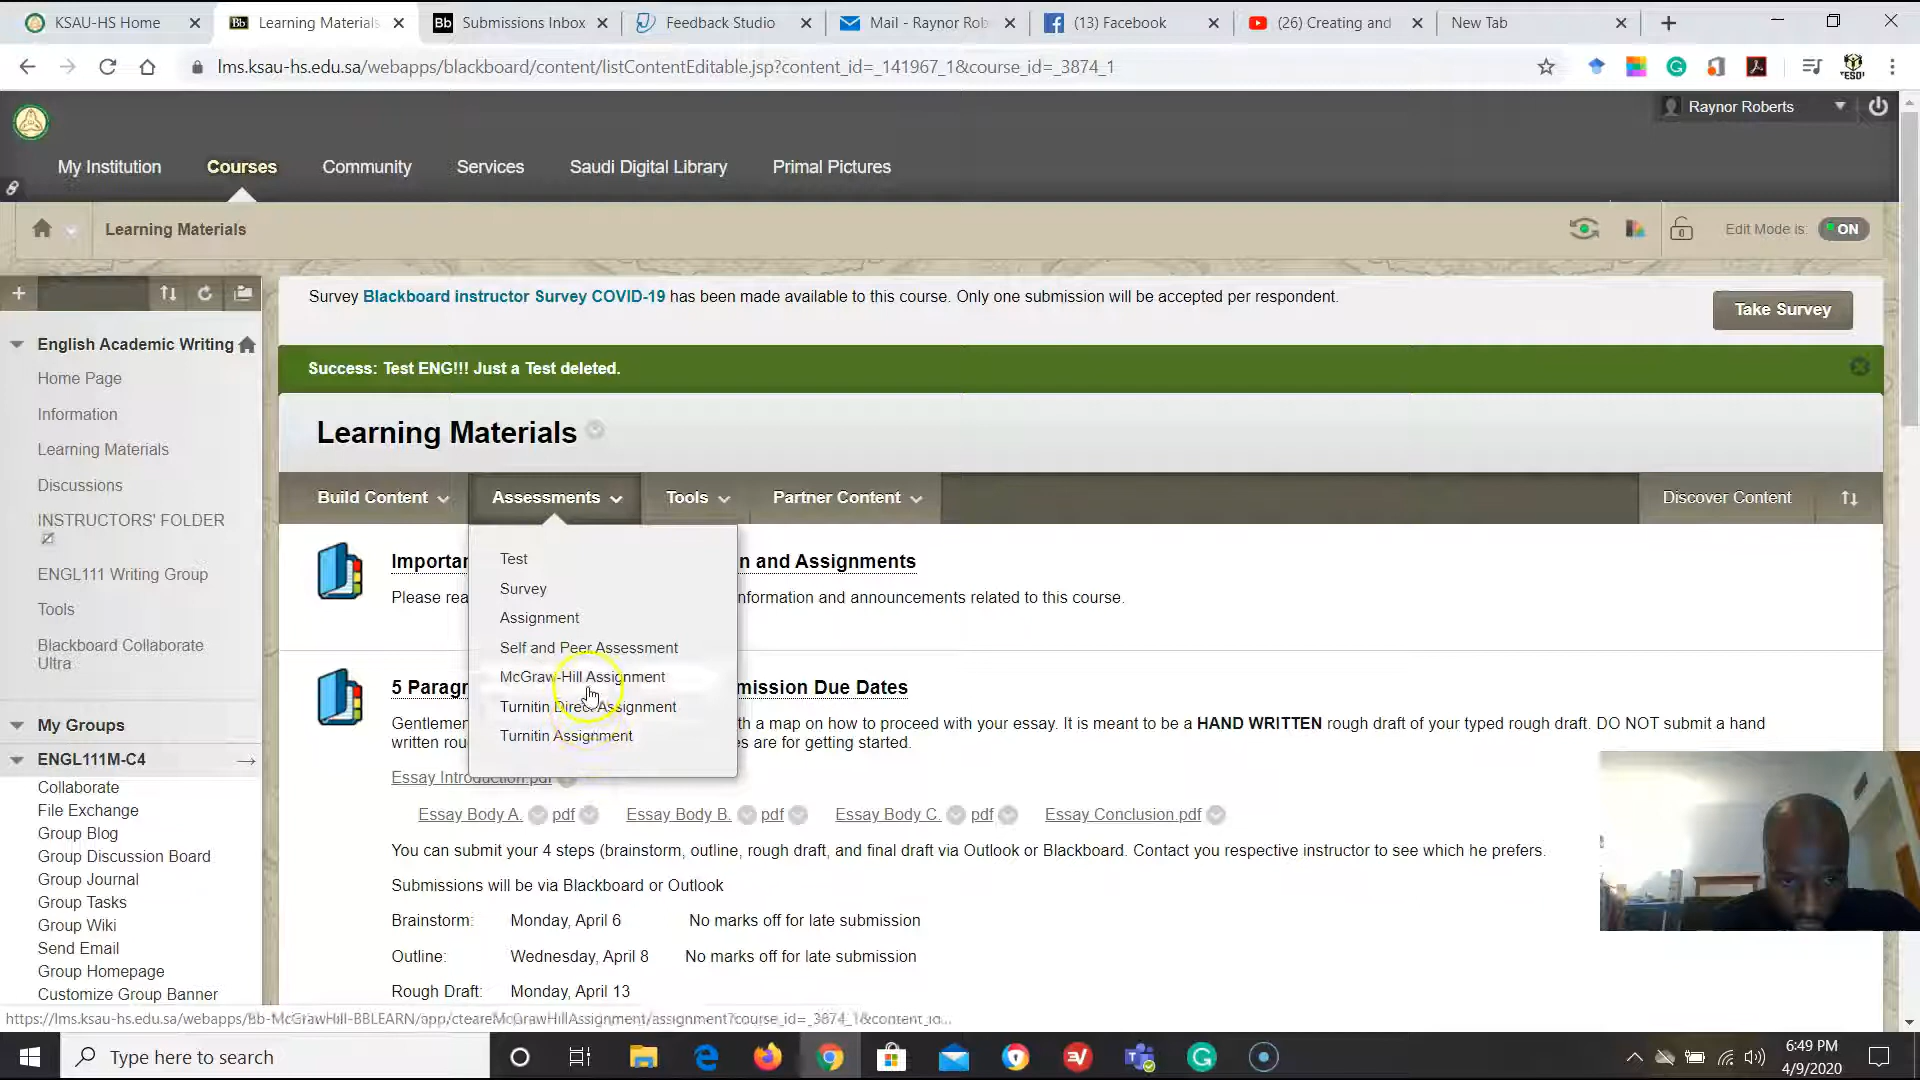 KSAU-HS Home
Learning Materials
Bb Submissions Inbox
Feedback Studio
Mail - Raynor Rob
(13) Facebook
(26) Creating and
New Tab
lms.ksau-hs.edu.sa/webapps/blackboard/content/listContentEditable.jsp?content_id=_141967_1&course_id=_3874_1
Raynor Roberts
My Institution
Courses
Community
Services
Saudi Digital Library
Primal Pictures
Learning Materials
Edit Mode is: ON
Survey Blackboard instructor Survey COVID-19 has been made available to this course. Only one submission will be accepted per respondent.
Take Survey
Success: Test ENG!!! Just a Test deleted.
English Academic Writing
Home Page
Information
Learning Materials
Discussions
INSTRUCTORS' FOLDER
ENGL111 Writing Group
Tools
Blackboard Collaborate
Ultra
My Groups
ENGL111M-C4
Collaborate
File Exchange
Group Blog
Group Discussion Board
Group Journal
Group Tasks
Group Wiki
Send Email
Group Homepage
Customize Group Banner
Learning Materials
Build Content
Assessments
Tools
Partner Content
Discover Content
Test
Survey
Assignment
Self and Peer Assessment
McGraw-Hill Assignment
Turnitin Direct Assignment
Turnitin Assignment
Importan
n and Assignments
Please rea
nformation and announcements related to this course.
5 Paragr
mission Due Dates
Gentlemen
th a map on how to proceed with your essay. It is meant to be a HAND WRITTEN rough draft of your typed rough draft. DO NOT submit a hand
written rou
es are for getting started.
Essay Introduction.pdf
Essay Body A. pdf Essay Body B. pdf Essay Body C. pdf Essay Conclusion pdf
You can submit your 4 steps (brainstorm, outline, rough draft, and final draft via Outlook or Blackboard. Contact you respective instructor to see which he prefers.
Submissions will be via Blackboard or Outlook
Brainstorm: Monday, April 6 No marks off for late submission
Outline: Wednesday, April 8 No marks off for late submission
Rough Draft: Monday, April 13
Type here to search
6:49 PM
4/9/2020